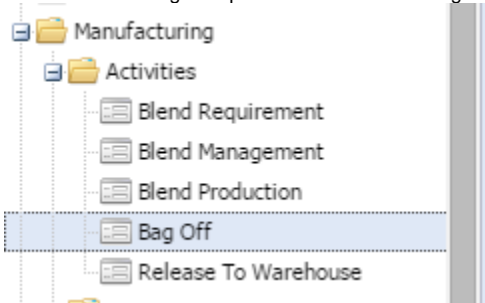 Manufacturing
Activities
Blend Requirement
Blend Management
Blend Production
Bag Off
Release To Warehouse